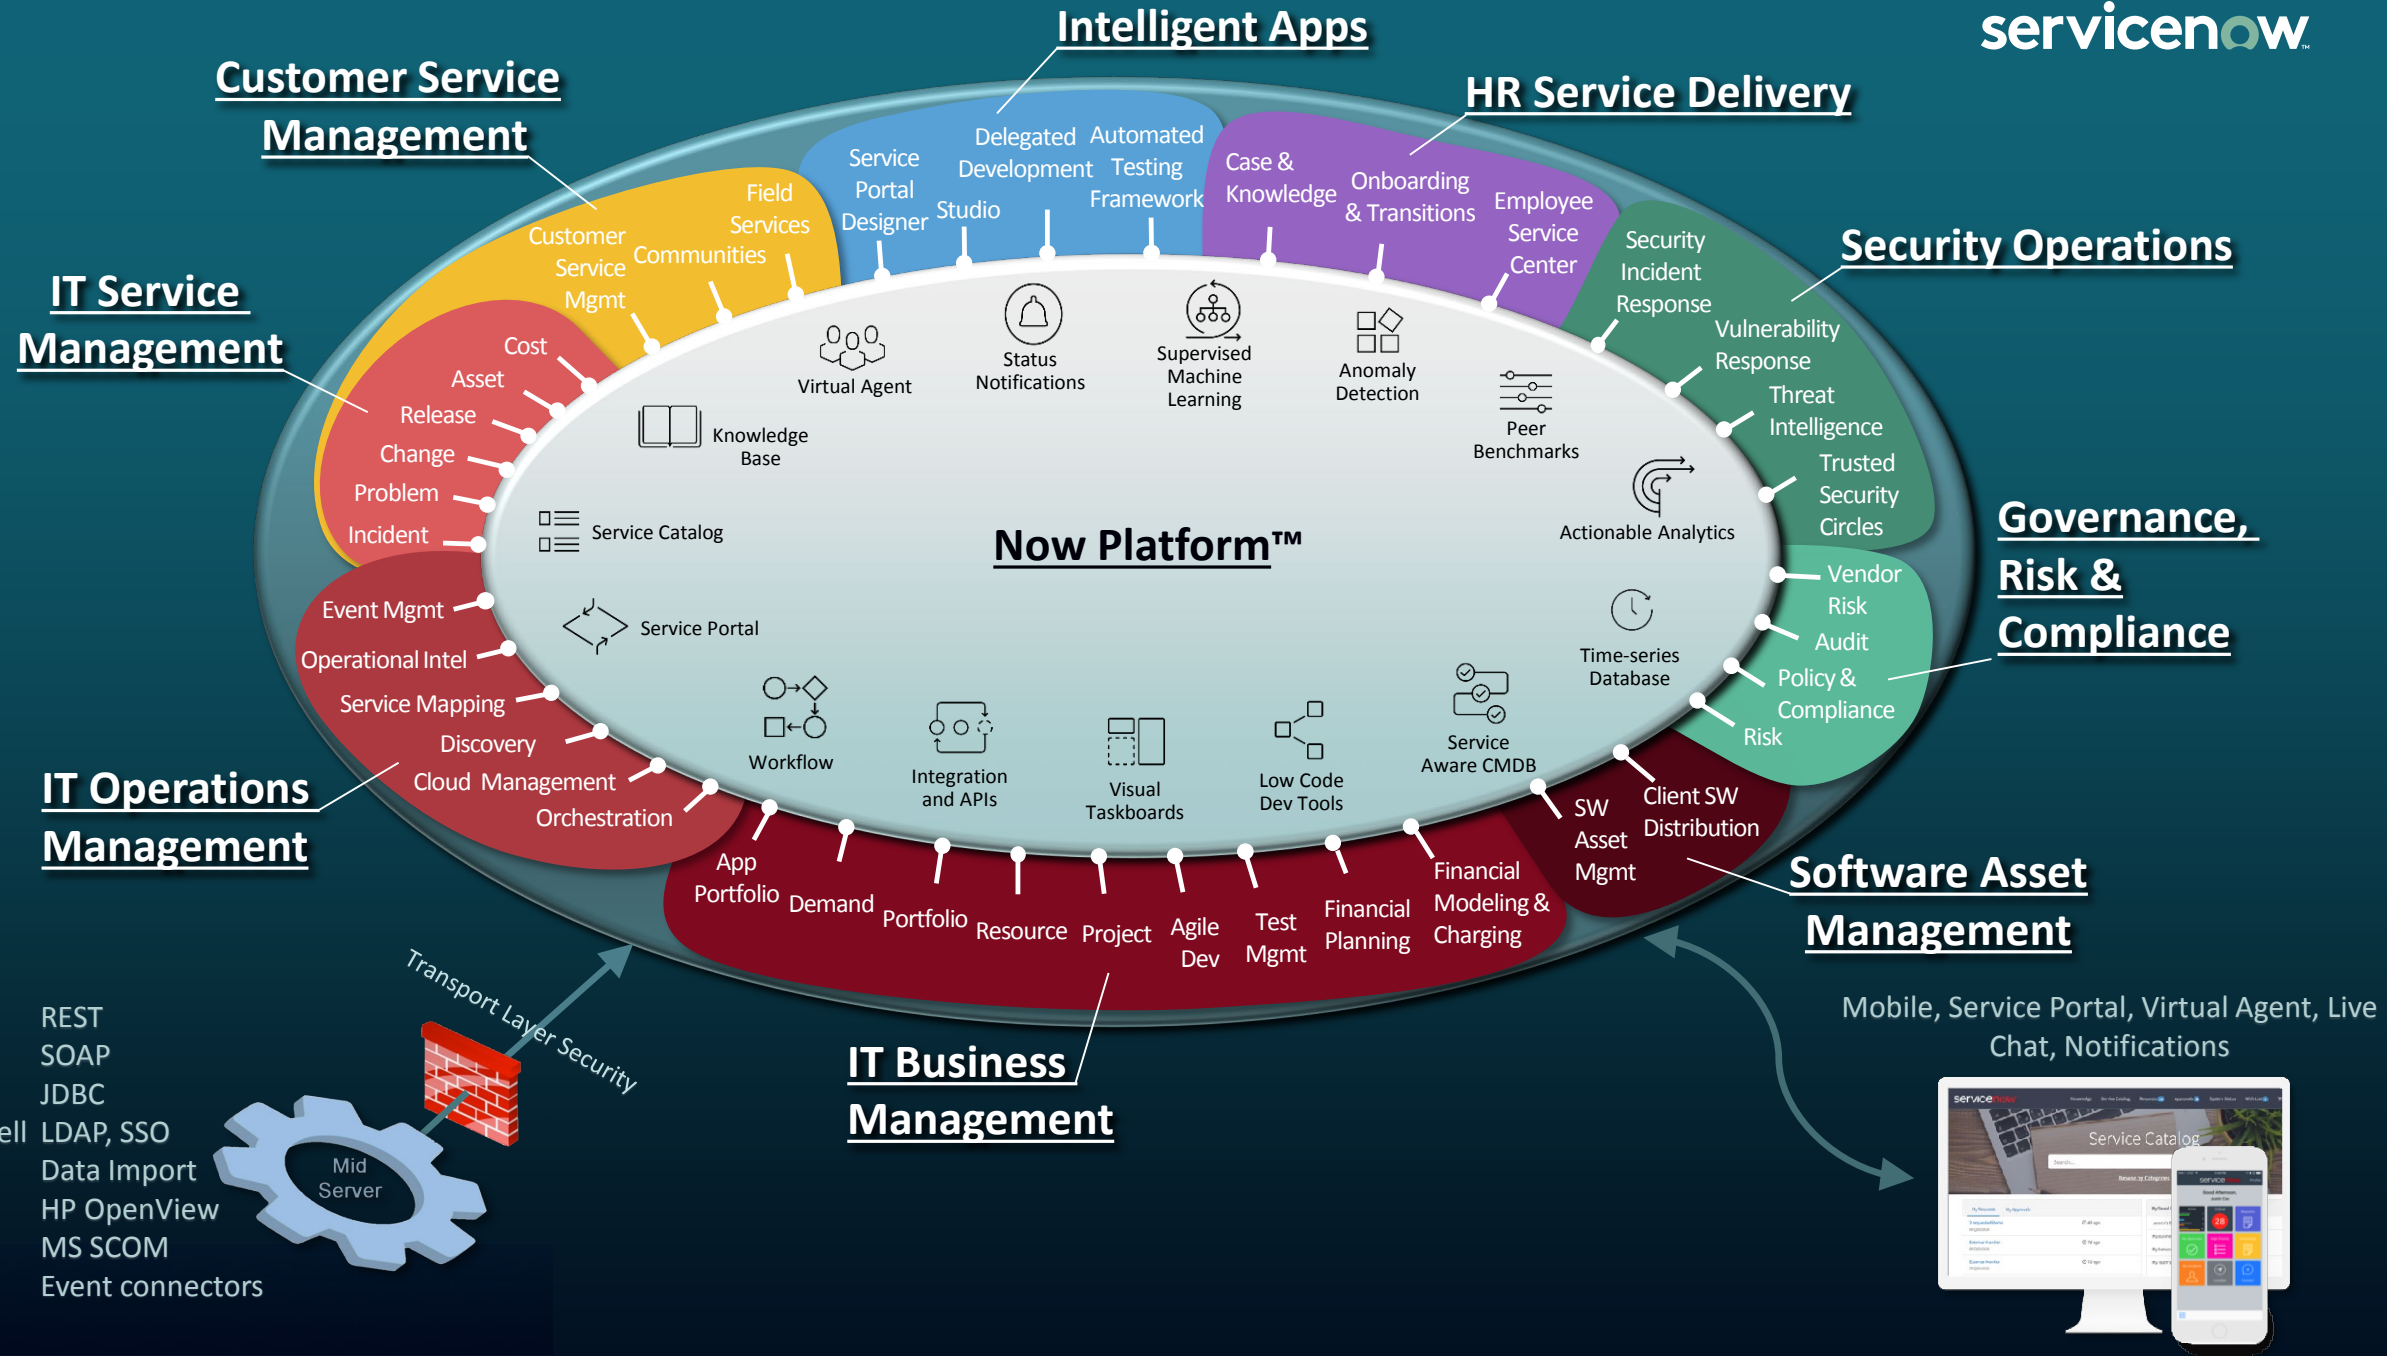 servicenow
Intelligent Apps
Customer Service
Management
HR Service Delivery
Security Operations
IT Service
Management
Governance,
Risk &
Compliance
IT Operations
Management
Software Asset
Management
IT Business
Management
Customer
Service
Mgmt
Communities
Field
Services
Service
Portal
Designer
Studio
Delegated
Development
Automated
Testing
Framework
Case &
Knowledge
Onboarding
& Transitions
Employee
Service
Center
Security
Incident
Response
Vulnerability
Response
Threat
Intelligence
Trusted
Security
Circles
Vendor
Risk
Audit
Policy &
Compliance
Risk
Client SW
Distribution
SW
Asset
Mgmt
Financial
Modeling &
Charging
Financial
Planning
Test
Mgmt
Agile
Dev
Project
Resource
Portfolio
Demand
App
Portfolio
Orchestration
Cloud Management
Discovery
Service Mapping
Operational Intel
Event Mgmt
Incident
Problem
Change
Release
Asset
Cost
Now Platform™
Virtual Agent
Status
Notifications
Supervised
Machine
Learning
Anomaly
Detection
Peer
Benchmarks
Actionable Analytics
Time-series
Database
Service
Aware CMDB
Low Code
Dev Tools
Visual
Taskboards
Integration
and APIs
Workflow
Service Portal
Service Catalog
Knowledge
Base
Transport Layer Security
REST
SOAP
JDBC
ell LDAP, SSO
Data Import
HP OpenView
MS SCOM
Event connectors
Mid
Server
Mobile, Service Portal, Virtual Agent, Live
Chat, Notifications
servicenow
Service Catalog
Search...
servicenow
Good Afternoon,
28